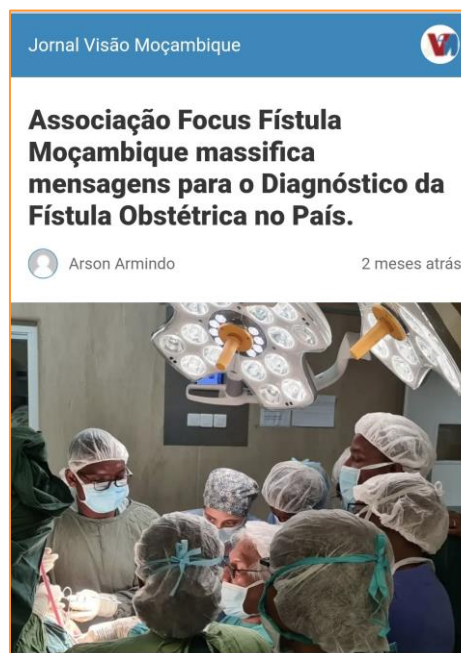 Jornal Visão Moçambique
Associação Focus Fístula
Moçambique massifica
mensagens para o Diagnóstico da
Fístula Obstétrica no País.
Arson Armindo
2 meses atrás